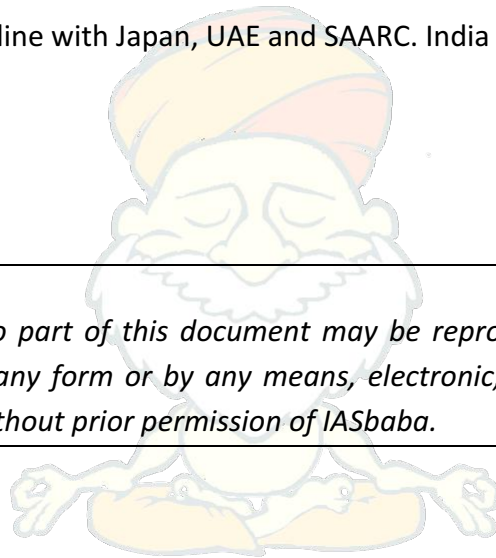 line with Japan, UAE and SAARC. India
part of this document may be repro
any form or by any means, electronic,
thout prior permission of IASbaba.